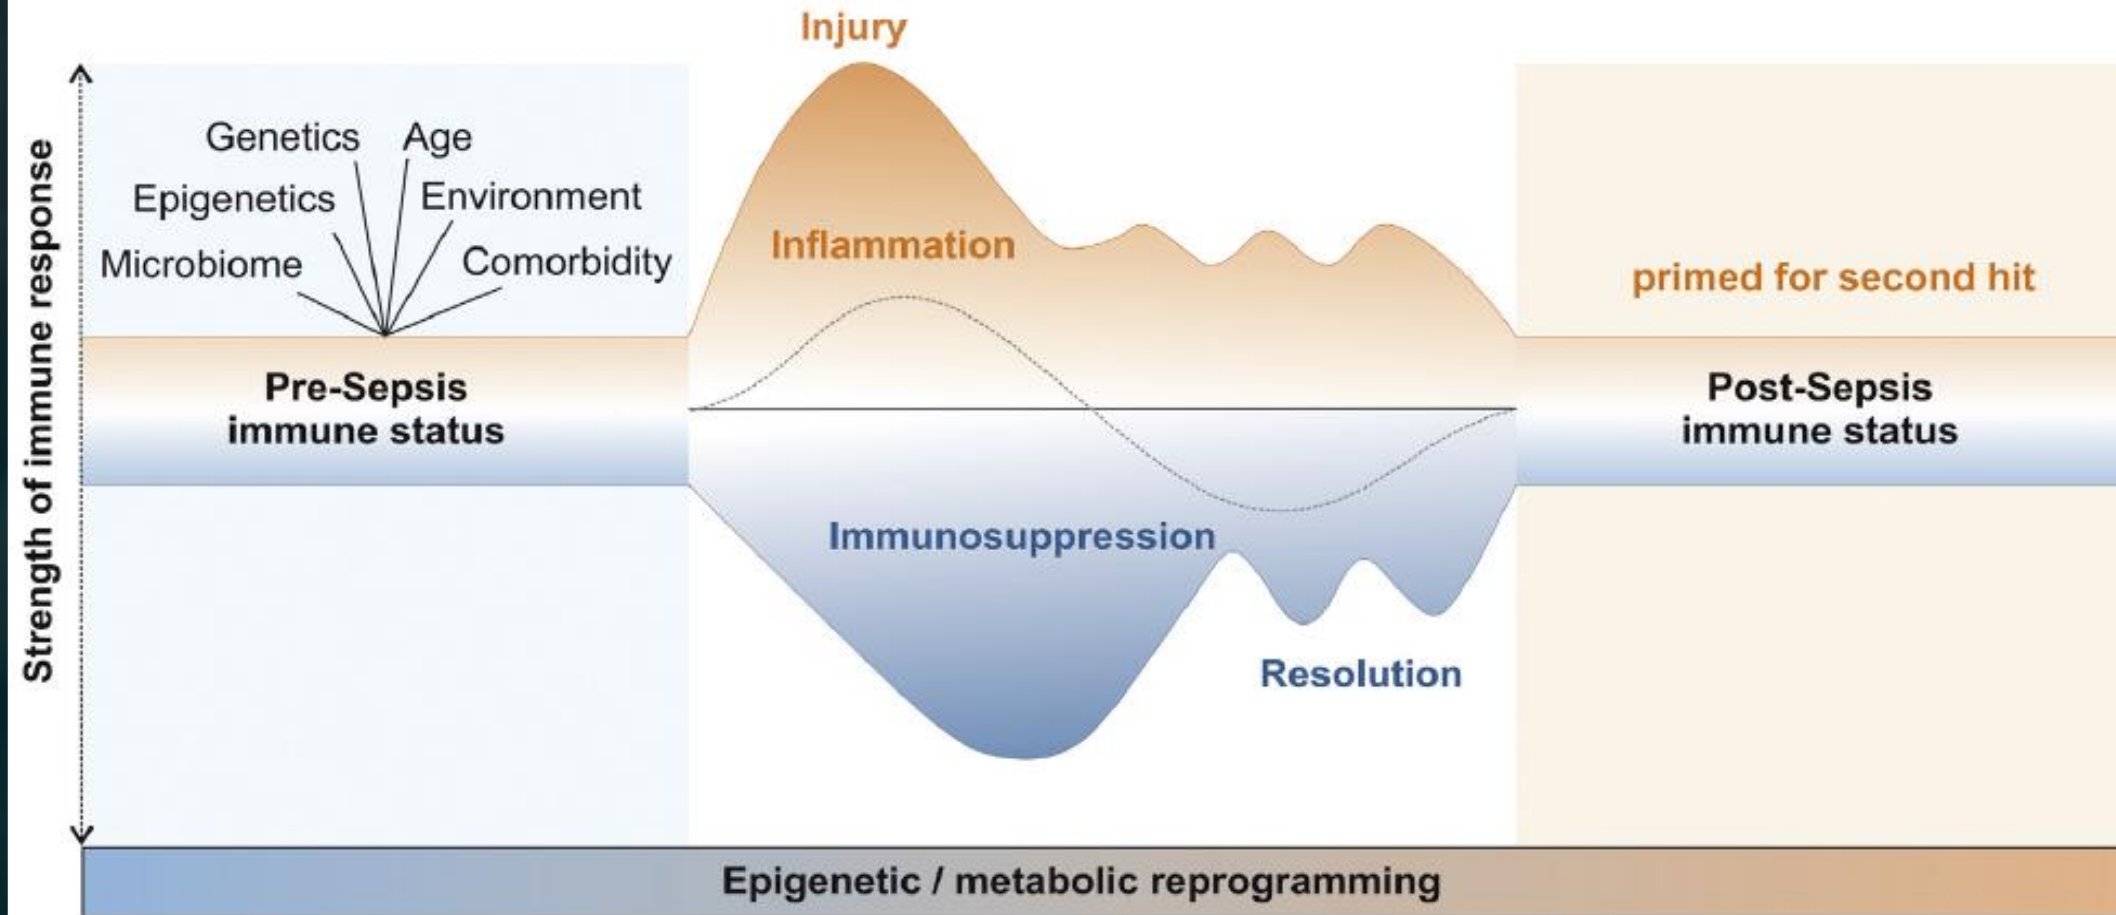 Injury
Strength of immune response
Genetics
Age
Epigenetics
Environment
Microbiome
Comorbidity
Inflammation
primed for second hit
Pre-Sepsis
immune status
Post-Sepsis
immune status
Immunosuppression
Resolution
Epigenetic / metabolic reprogramming